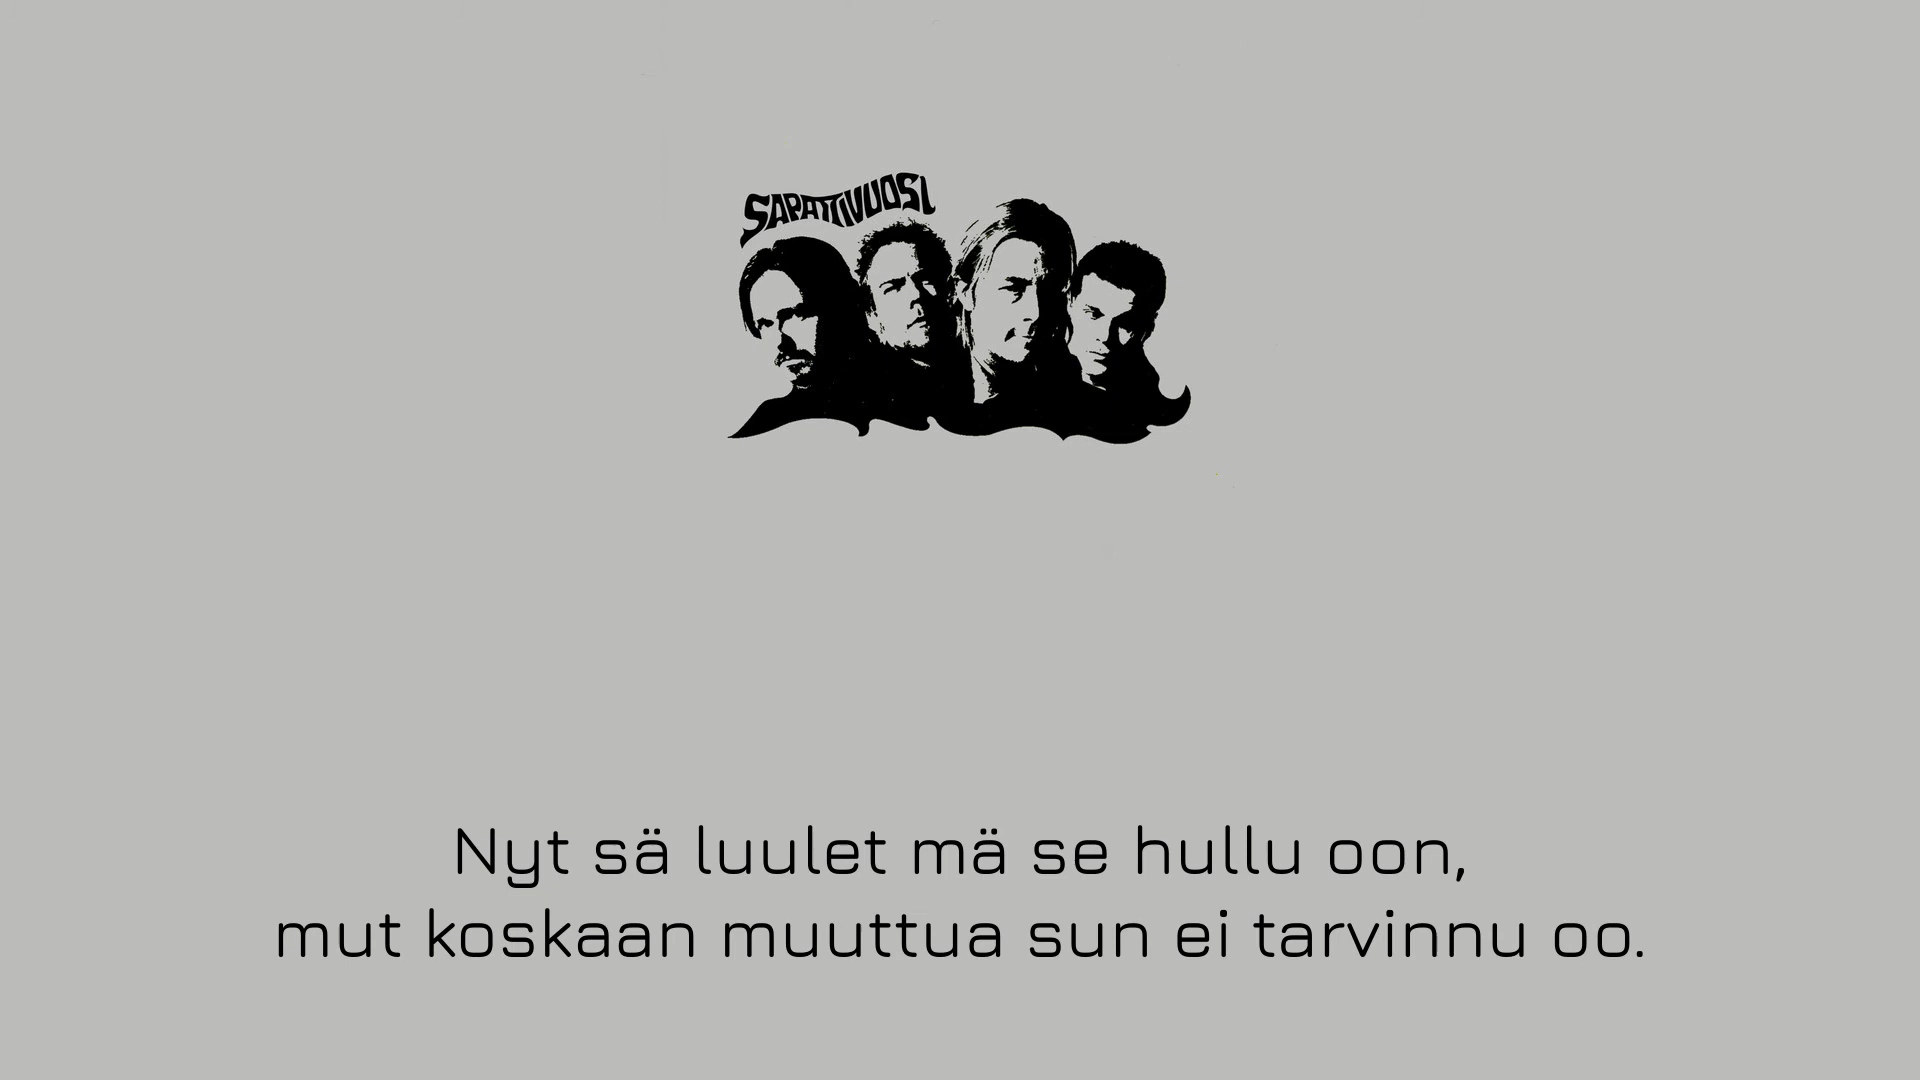 SAPATTIVUOSI
Nyt sä luulet mä se hullu oon,
mut koskaan muuttua sun ei tarvinnu oo.